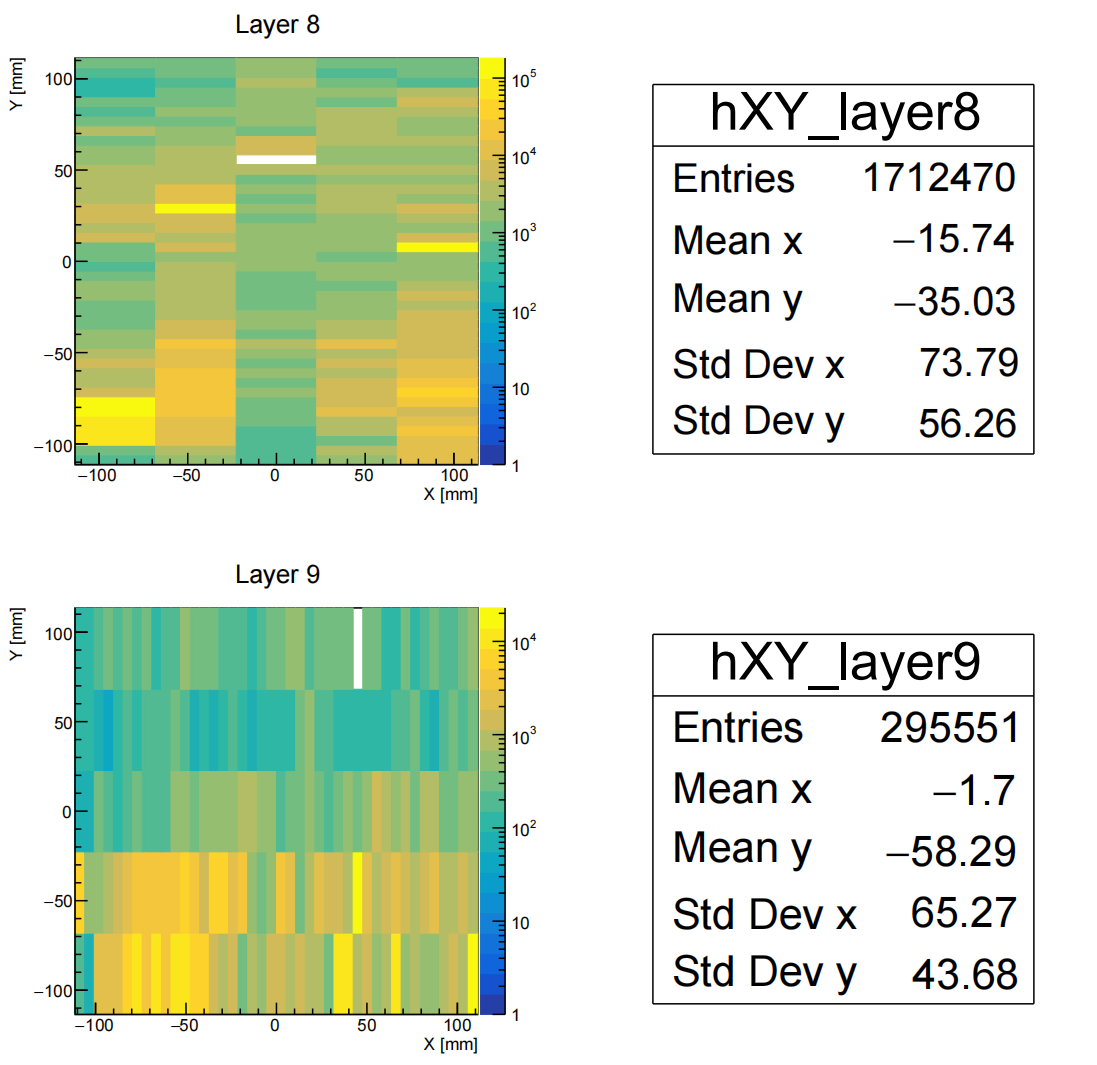 Layer 8
Y [mm]
100
50
0
−50
−100
−100 −50 0 50 100
X [mm]
10^5
10^4
10^3
10^2
10
1
hXY_layer8
Entries 1712470
Mean x −15.74
Mean y −35.03
Std Dev x 73.79
Std Dev y 56.26
Layer 9
Y [mm]
100
50
0
−50
−100
−100 −50 0 50 100
X [mm]
10^4
10^3
10^2
10
1
hXY_layer9
Entries 295551
Mean x −1.7
Mean y −58.29
Std Dev x 65.27
Std Dev y 43.68